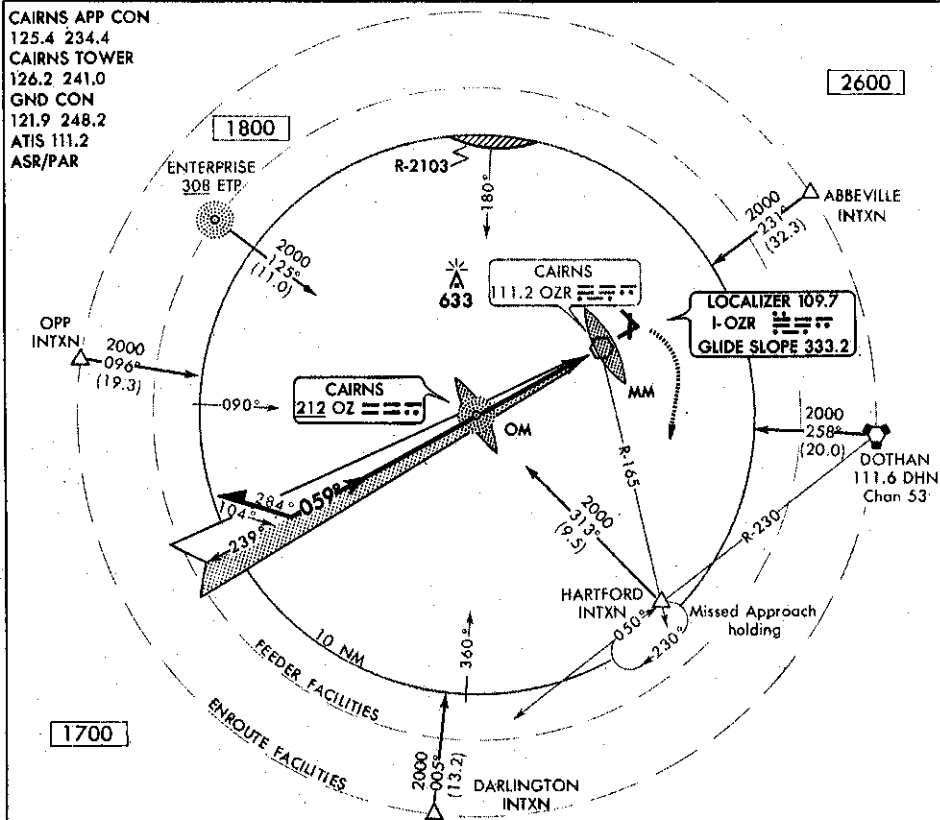 CAIRNS APP CON
125.4 234.4
CAIRNS TOWER
126.2 241.0
GND CON
121.9 248.2
ATIS 111.2
ASR/PAR
2600
1800
R-2103
180°
ENTERPRISE
308 ETP
2000
125°
(11.0)
633
ABBEVILLE
INTXN
2000
231°
(32.3)
CAIRNS
111.2 OZR
LOCALIZER 109.7
I-OZR
GLIDE SLOPE 333.2
OPP
INTXN
2000
096°
(19.3)
090°
CAIRNS
212 OZ
OM
MM
2000
258°
(20.0)
DOTHAN
111.6 DHN
Chan 53
R-165
R-230
284°
104°
059°
239°
2000
313°
(9.5)
HARTFORD
INTXN
Missed Approach
holding
050°
230°
10 NM
360°
FEEDER FACILITIES
ENROUTE FACILITIES
1700
2000
005°
(13.2)
DARLINGTON
INTXN